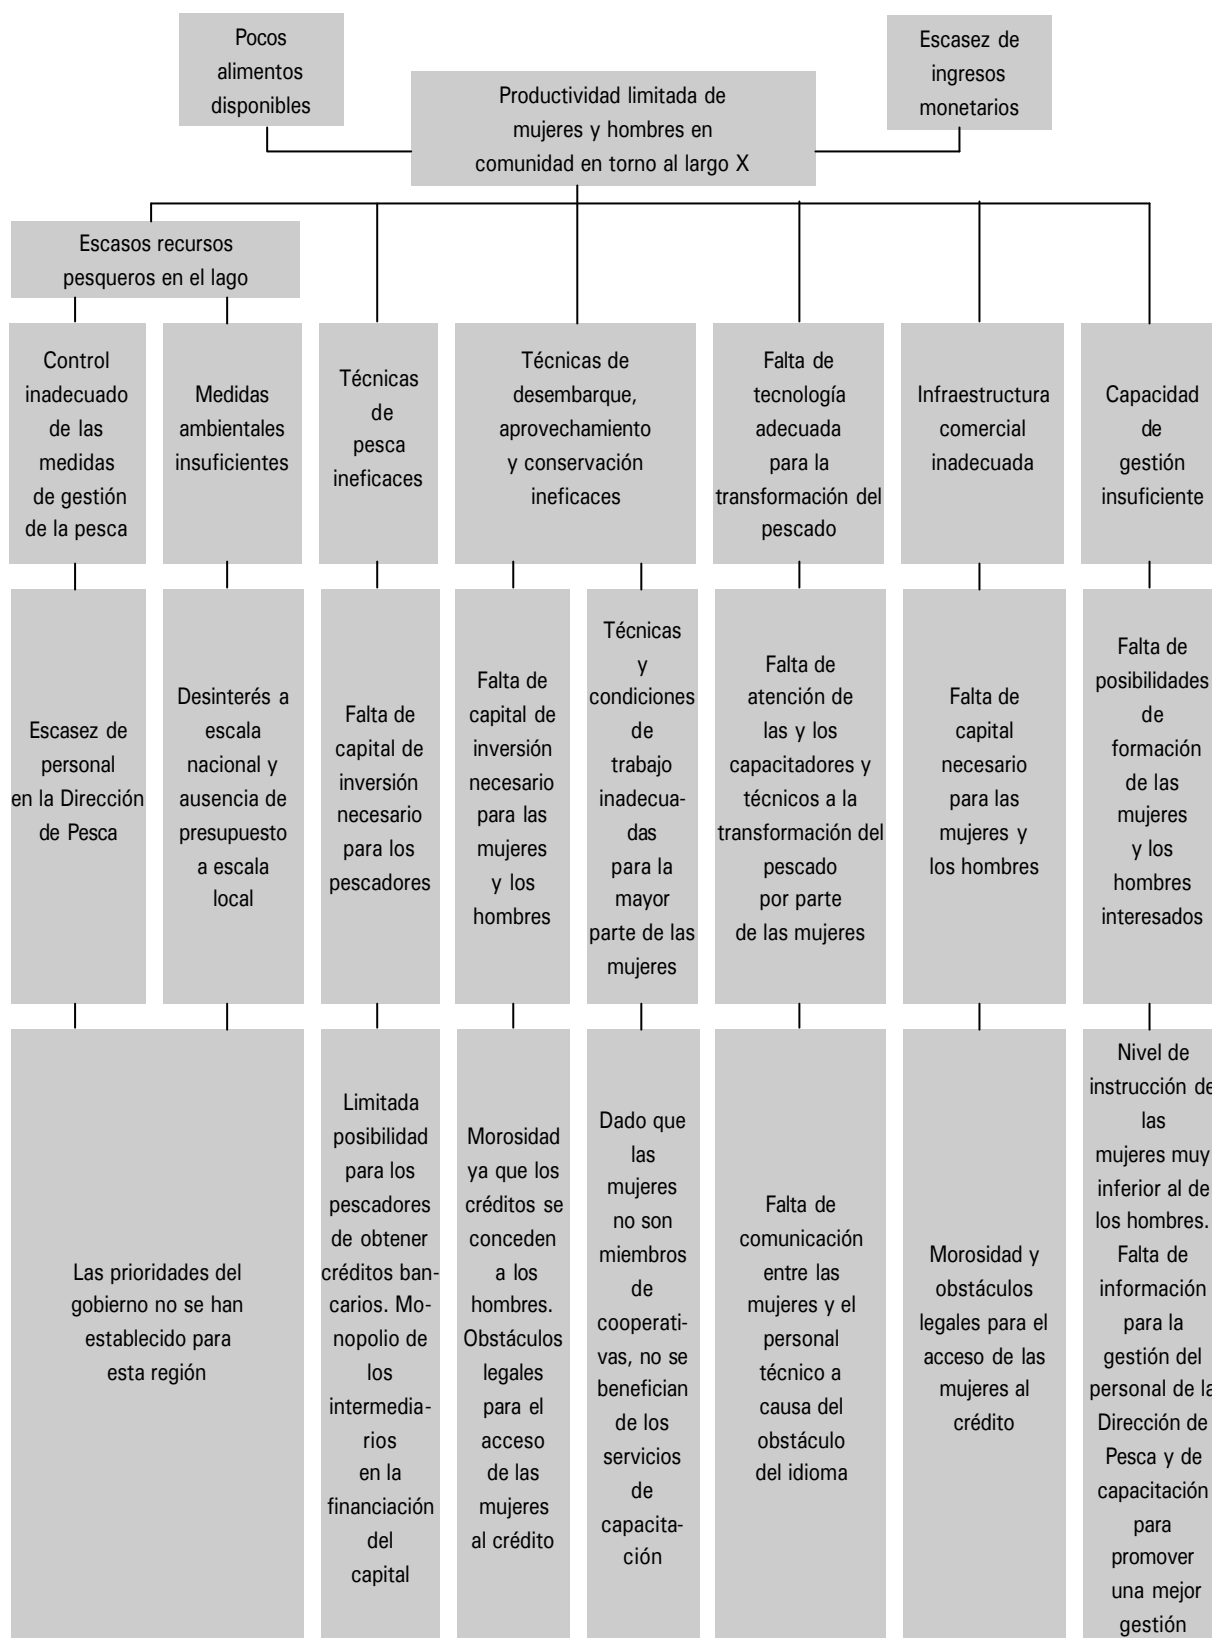 Pocos
alimentos
disponibles
Productividad limitada de
mujeres y hombres en
comunidad en torno al largo X
Escasez de
ingresos
monetarios
Escasos recursos
pesqueros en el lago
Control
inadecuado
de las
medidas
de gestión
de la pesca
Medidas
ambientales
insuficientes
Técnicas
de
pesca
ineficaces
Técnicas de
desembarque,
aprovechamiento
y conservación
ineficaces
Falta de
tecnología
adecuada
para la
transformación del
pescado
Infraestructura
comercial
inadecuada
Capacidad
de
gestión
insuficiente
Escasez de
personal
en la Dirección
de Pesca
Desinterés a
escala
nacional y
ausencia de
presupuesto
a escala
local
Falta de
capital de
inversión
necesario
para los
pescadores
Falta de
capital de
inversión
necesario
para las
mujeres
y los
hombres
Técnicas
y
condiciones
de
trabajo
inadecua-
das
para la
mayor
parte de las
mujeres
Falta de
atención de
las y los
capacitadores y
técnicos a la
transformación del
pescado
por parte
de las mujeres
Falta de
capital
necesario
para las
mujeres y
los hombres
Falta de
posibilidades
de
formación
de las
mujeres
y los
hombres
interesados
Las prioridades del
gobierno no se han
establecido para
esta región
Limitada
posibilidad
para los
pescadores
de obtener
créditos ban-
carios. Mo-
nopolio de
los
intermedia-
rios
en la
financiación
del
capital
Morosidad
ya que los
créditos se
conceden
a los
hombres.
Obstáculos
legales
para el
acceso
de las
mujeres
al crédito
Dado que
las
mujeres
no son
miembros
de
cooperati-
vas, no se
benefician
de los
servicios
de
capacita-
ción
Falta de
comunicación
entre las
mujeres y el
personal
técnico a
causa del
obstáculo
del idioma
Morosidad y
obstáculos
legales para el
acceso de las
mujeres al
crédito
Nivel de
instrucción de
las
mujeres muy
inferior al de
los hombres.
Falta de
información
para la
gestión del
personal de la
Dirección de
Pesca y de
capacitación
para
promover
una mejor
gestión